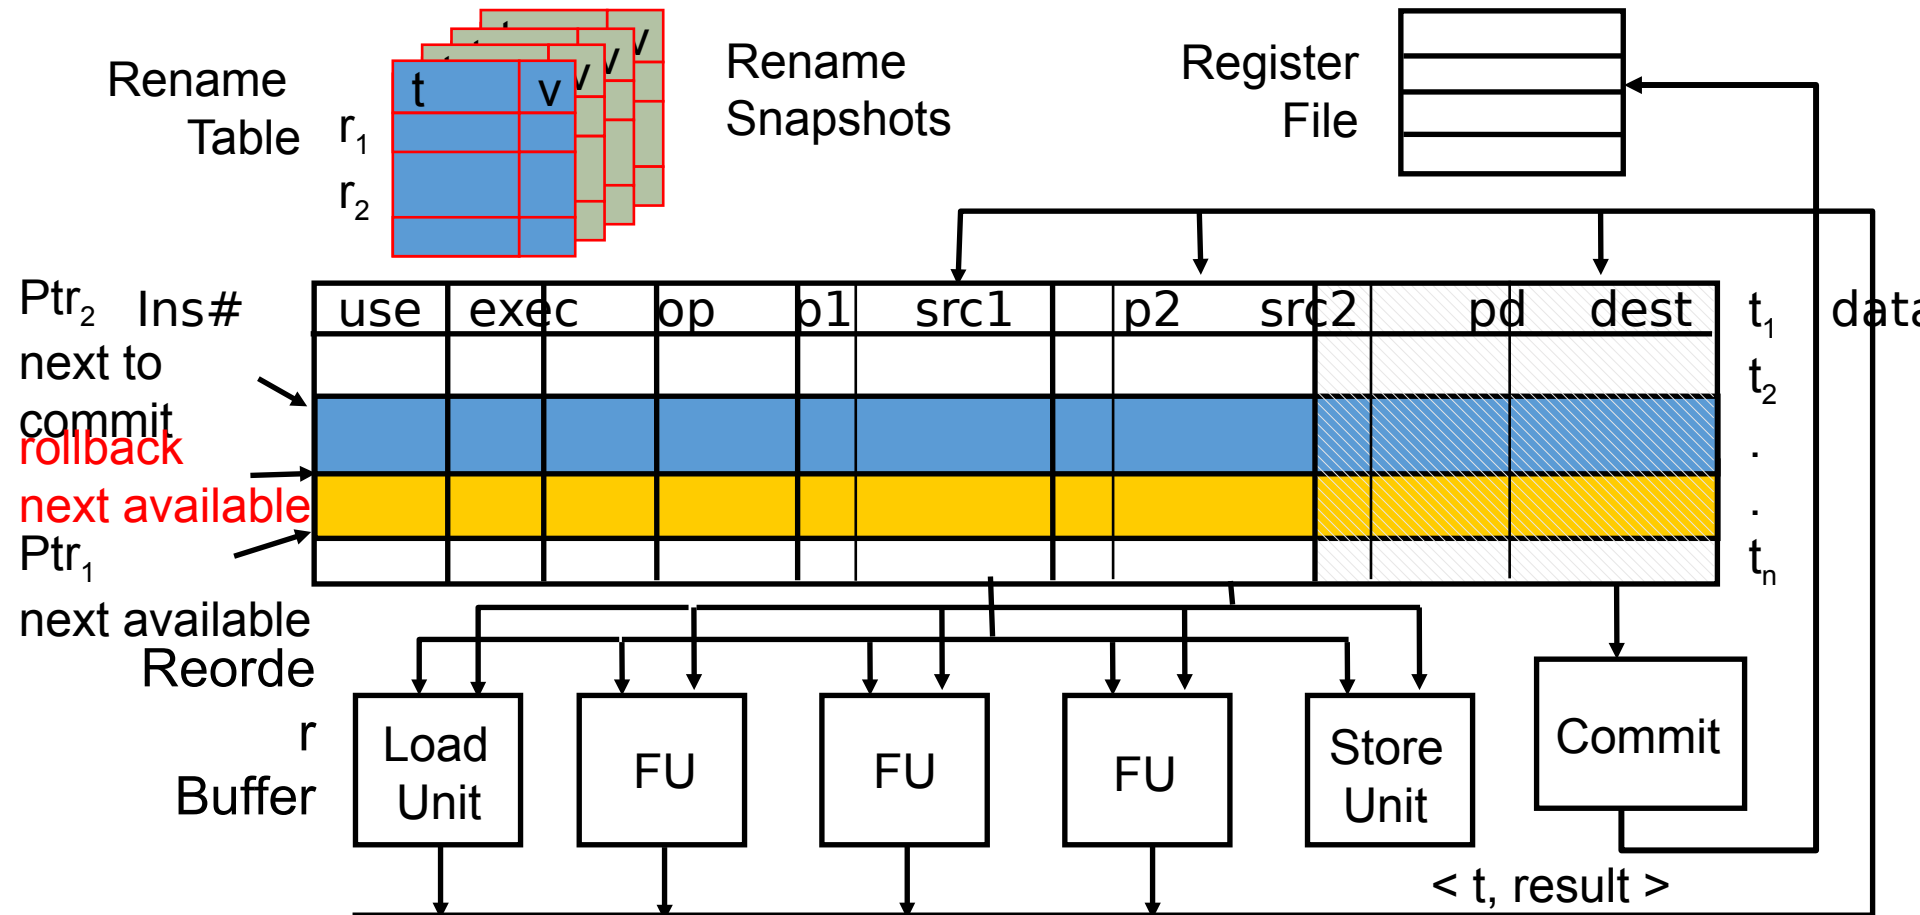 Rename
Table
t v
t v
t v
t v
r1
r2
Rename
Snapshots
Register
File
Ptr2
next to
commit
rollback
next available
Ptr1
next available
Ins# use exec op p1 src1 p2 src2 pd dest data
t1
t2
.
.
tn
Reorde
r
Buffer
Load
Unit
FU
FU
FU
Store
Unit
Commit
< t, result >